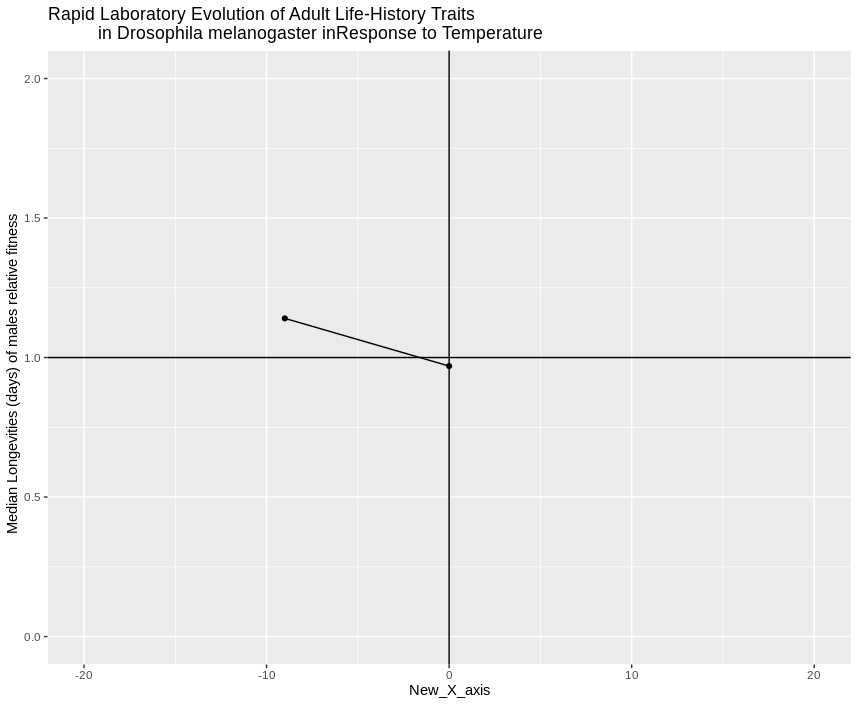 Rapid Laboratory Evolution of Adult Life-History Traits
in Drosophila melanogaster inResponse to Temperature
Median Longevities (days) of males relative fitness
2.0
1.5
1.0
0.5
0.0
-20
-10
0
10
20
New_X_axis